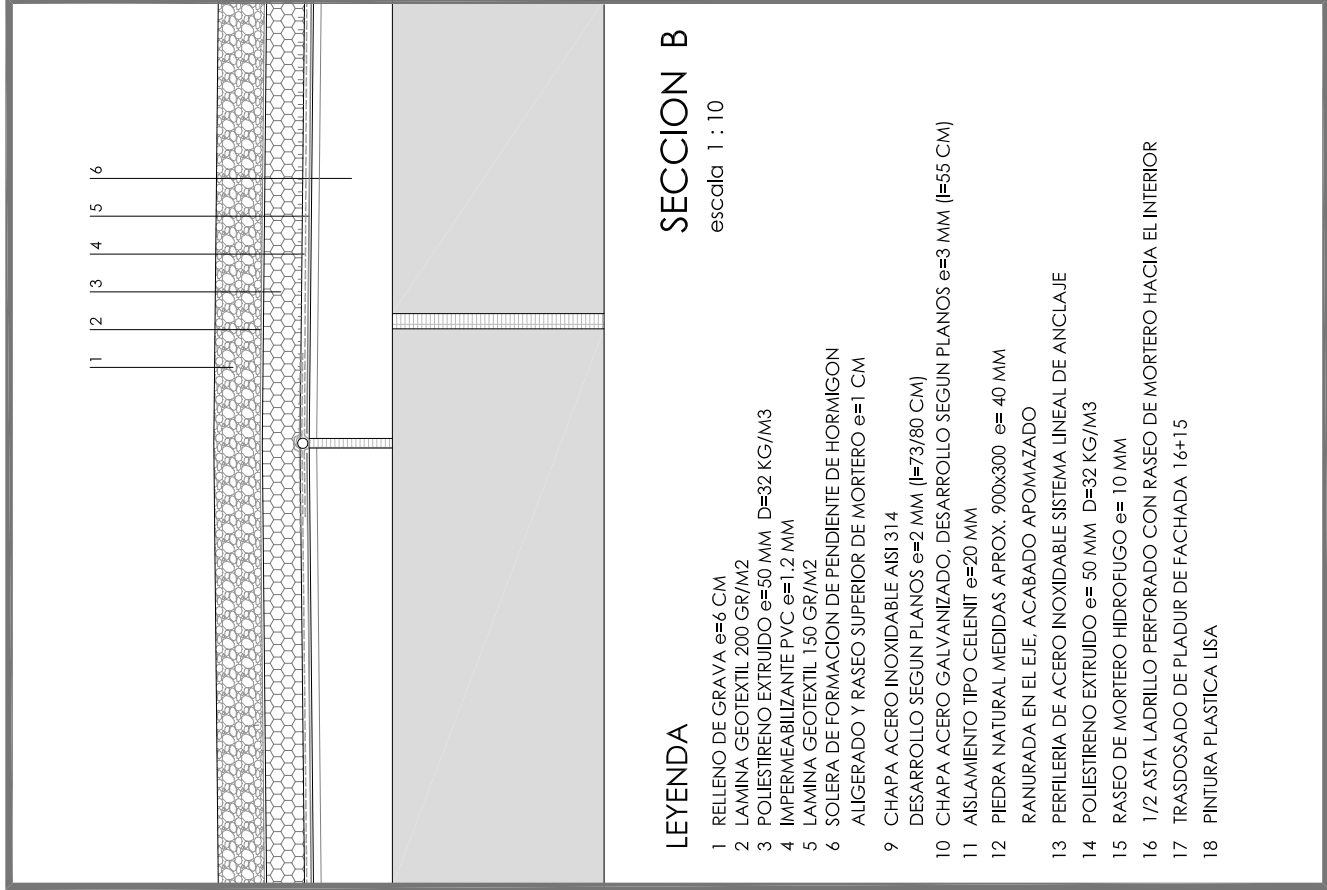 1
2
3
4
5
6
SECCION B
escala 1 : 10
LEYENDA
1 RELLENO DE GRAVA e=6 CM
2 LAMINA GEOTEXTIL 200 GR/M2
3 POLIESTIRENO EXTRUIDO e=50 MM D=32 KG/M3
4 IMPERMEABILIZANTE PVC e=1.2 MM
5 LAMINA GEOTEXTIL 150 GR/M2
6 SOLERA DE FORMACION DE PENDIENTE DE HORMIGON
ALIGERADO Y RASEO SUPERIOR DE MORTERO e=1 CM
9 CHAPA ACERO INOXIDABLE AISI 314
DESARROLLO SEGUN PLANOS e=2 MM (l=73/80 CM)
10 CHAPA ACERO GALVANIZADO, DESARROLLO SEGUN PLANOS e=3 MM (l=55 CM)
11 AISLAMIENTO TIPO CELENIT e=20 MM
12 PIEDRA NATURAL MEDIDAS APROX. 900x300 e= 40 MM
RANURADA EN EL EJE, ACABADO APOMAZADO
13 PERFILERIA DE ACERO INOXIDABLE SISTEMA LINEAL DE ANCLAJE
14 POLIESTIRENO EXTRUIDO e= 50 MM D=32 KG/M3
15 RASEO DE MORTERO HIDROFUGO e= 10 MM
16 1/2 ASTA LADRILLO PERFORADO CON RASEO DE MORTERO HACIA EL INTERIOR
17 TRASDOSADO DE PLADUR DE FACHADA 16+15
18 PINTURA PLASTICA LISA